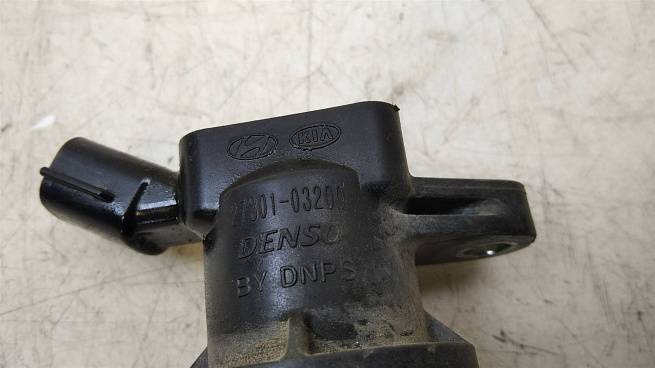 KIA
27301-03200
DENSO
BY DNPS